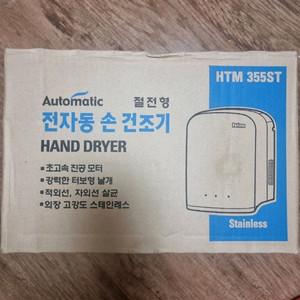 HTM 355ST
Automatic 절전형
전자동 손 건조기
HAND DRYER
• 초고속 진공 모터
• 강력한 터보형 날개
• 적외선, 자외선 살균
• 외장 고강도 스테인레스
Stainless